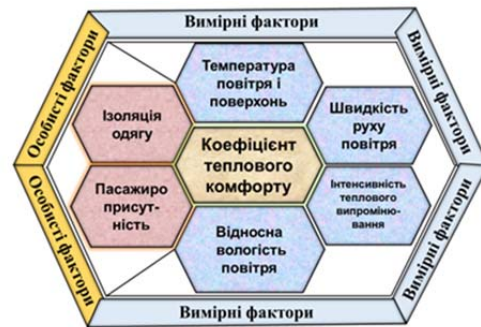 Вимірні фактори
Особисті фактори
Вимірні фактори
Температура
повітря і
поверхонь
Ізоляція
одягу
Швидкість
руху
повітря
Коефіцієнт
теплового
комфорту
Пасажиро
присут-
ність
Інтенсивність
теплового
випроміню-
вання
Відносна
вологість
повітря
Особисті фактори
Вимірні фактори
Вимірні фактори